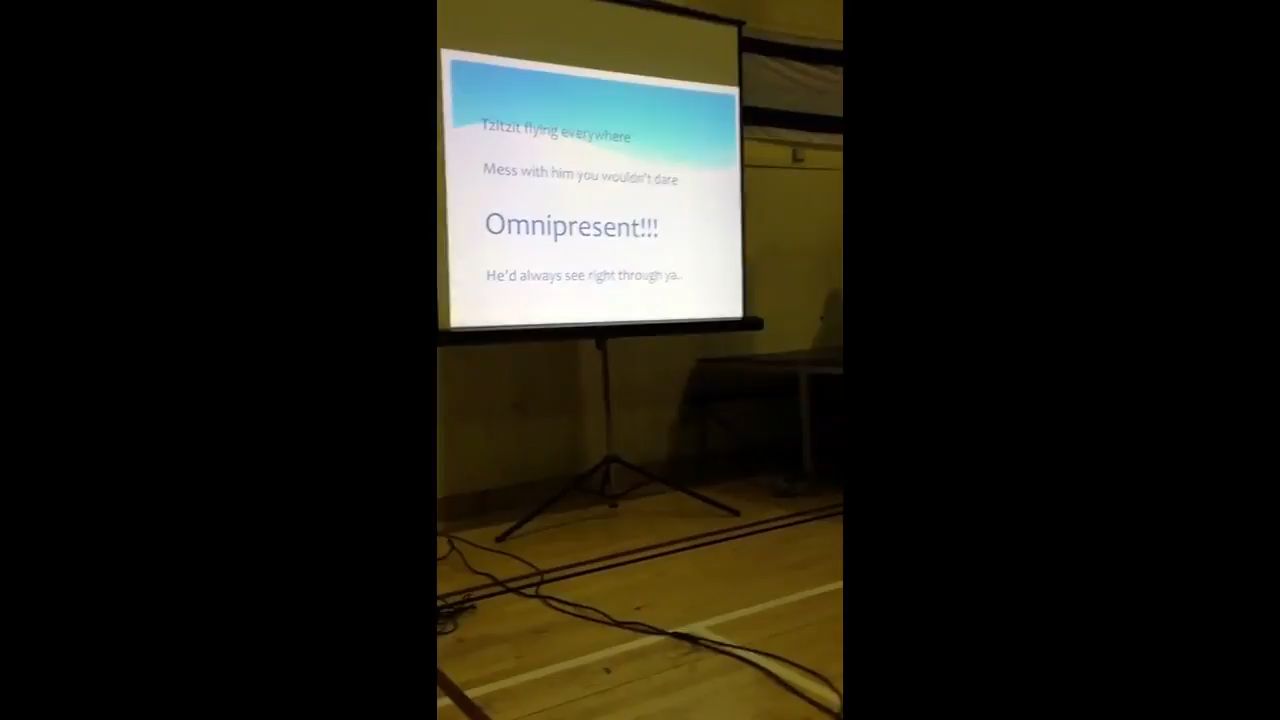 Tzitzit flying everywhere
Mess with him you wouldn't dare
Omnipresent!!!
He'd always see right through ya..